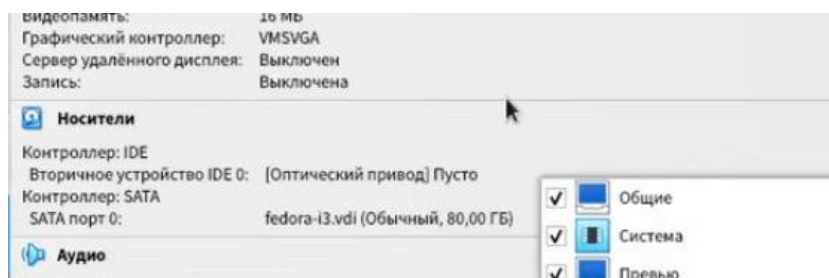 Видеопамять: 16 МБ
Графический контроллер: VMSVGA
Сервер удалённого дисплея: Выключен
Запись: Выключена
Носители
Контроллер: IDE
Вторичное устройство IDE 0: [Оптический привод] Пусто
Контроллер: SATA
SATA порт 0: fedora-i3.vdi (Обычный, 80,00 ГБ)
Аудио
Общие
Система
Превью